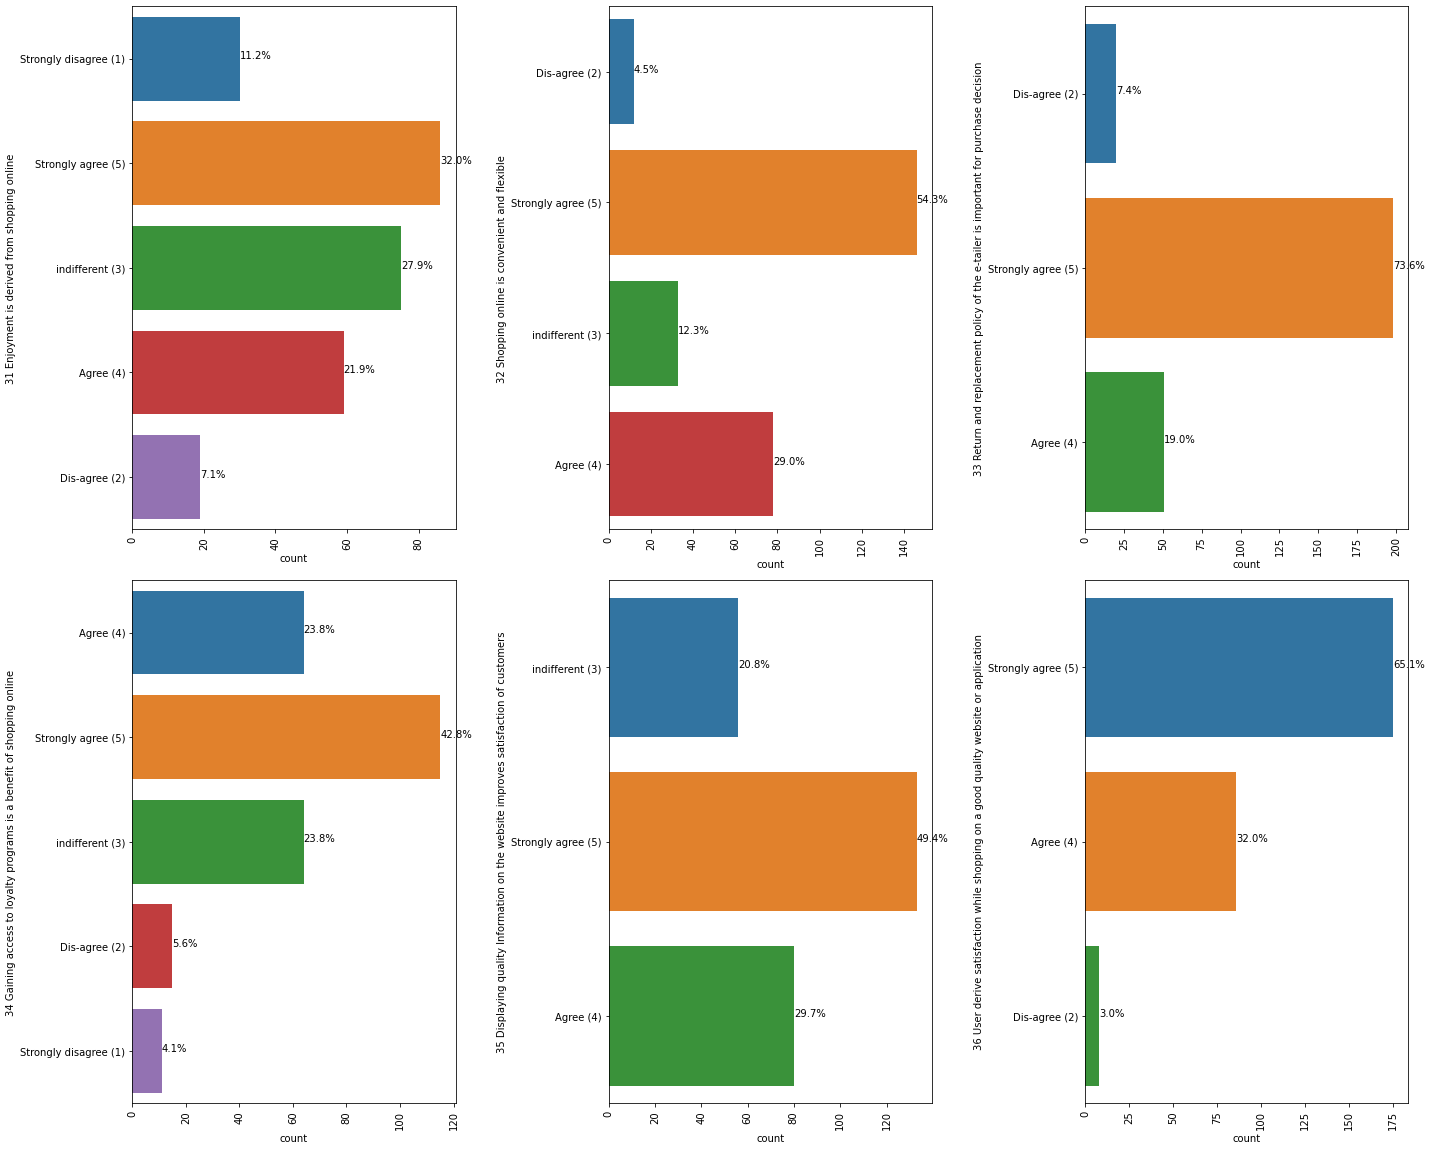 31 Enjoyment is derived from shopping online
Strongly disagree (1)
Strongly agree (5)
indifferent (3)
Agree (4)
Dis-agree (2)
11.2%
32.0%
27.9%
21.9%
7.1%
0 20 40 60 80
count
32 Shopping online is convenient and flexible
Dis-agree (2)
Strongly agree (5)
indifferent (3)
Agree (4)
4.5%
54.3%
12.3%
29.0%
0 20 40 60 80 100 120 140
count
33 Return and replacement policy of the e-tailer is important for purchase decision
Dis-agree (2)
Strongly agree (5)
Agree (4)
7.4%
73.6%
19.0%
0 25 50 75 100 125 150 175 200
count
34 Gaining access to loyalty programs is a benefit of shopping online
Agree (4)
Strongly agree (5)
indifferent (3)
Dis-agree (2)
Strongly disagree (1)
23.8%
42.8%
23.8%
5.6%
4.1%
0 20 40 60 80 100 120
count
35 Displaying quality Information on the website improves satisfaction of customers
indifferent (3)
Strongly agree (5)
Agree (4)
20.8%
49.4%
29.7%
0 20 40 60 80 100 120
count
36 User derive satisfaction while shopping on a good quality website or application
Strongly agree (5)
Agree (4)
Dis-agree (2)
65.1%
32.0%
3.0%
0 25 50 75 100 125 150 175
count